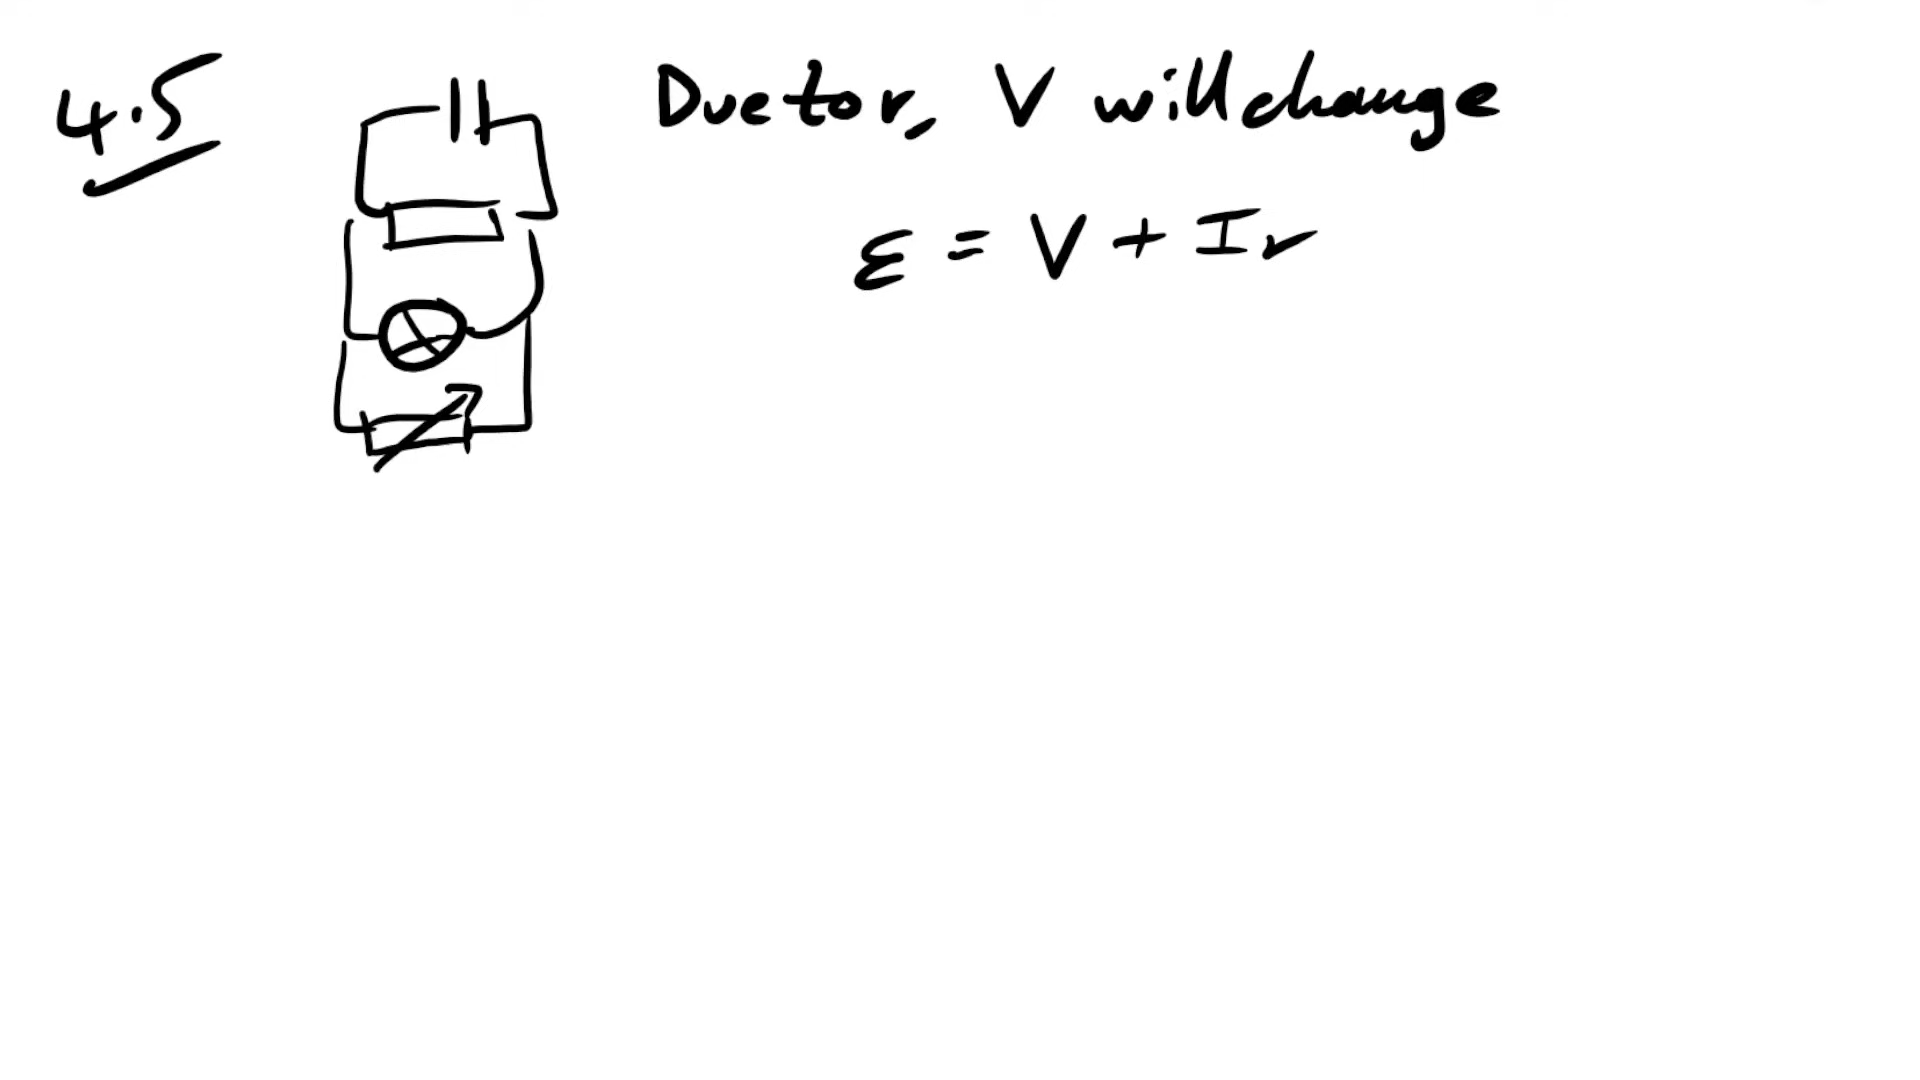 4.5
Due to r, V will change
ε = V + Ir